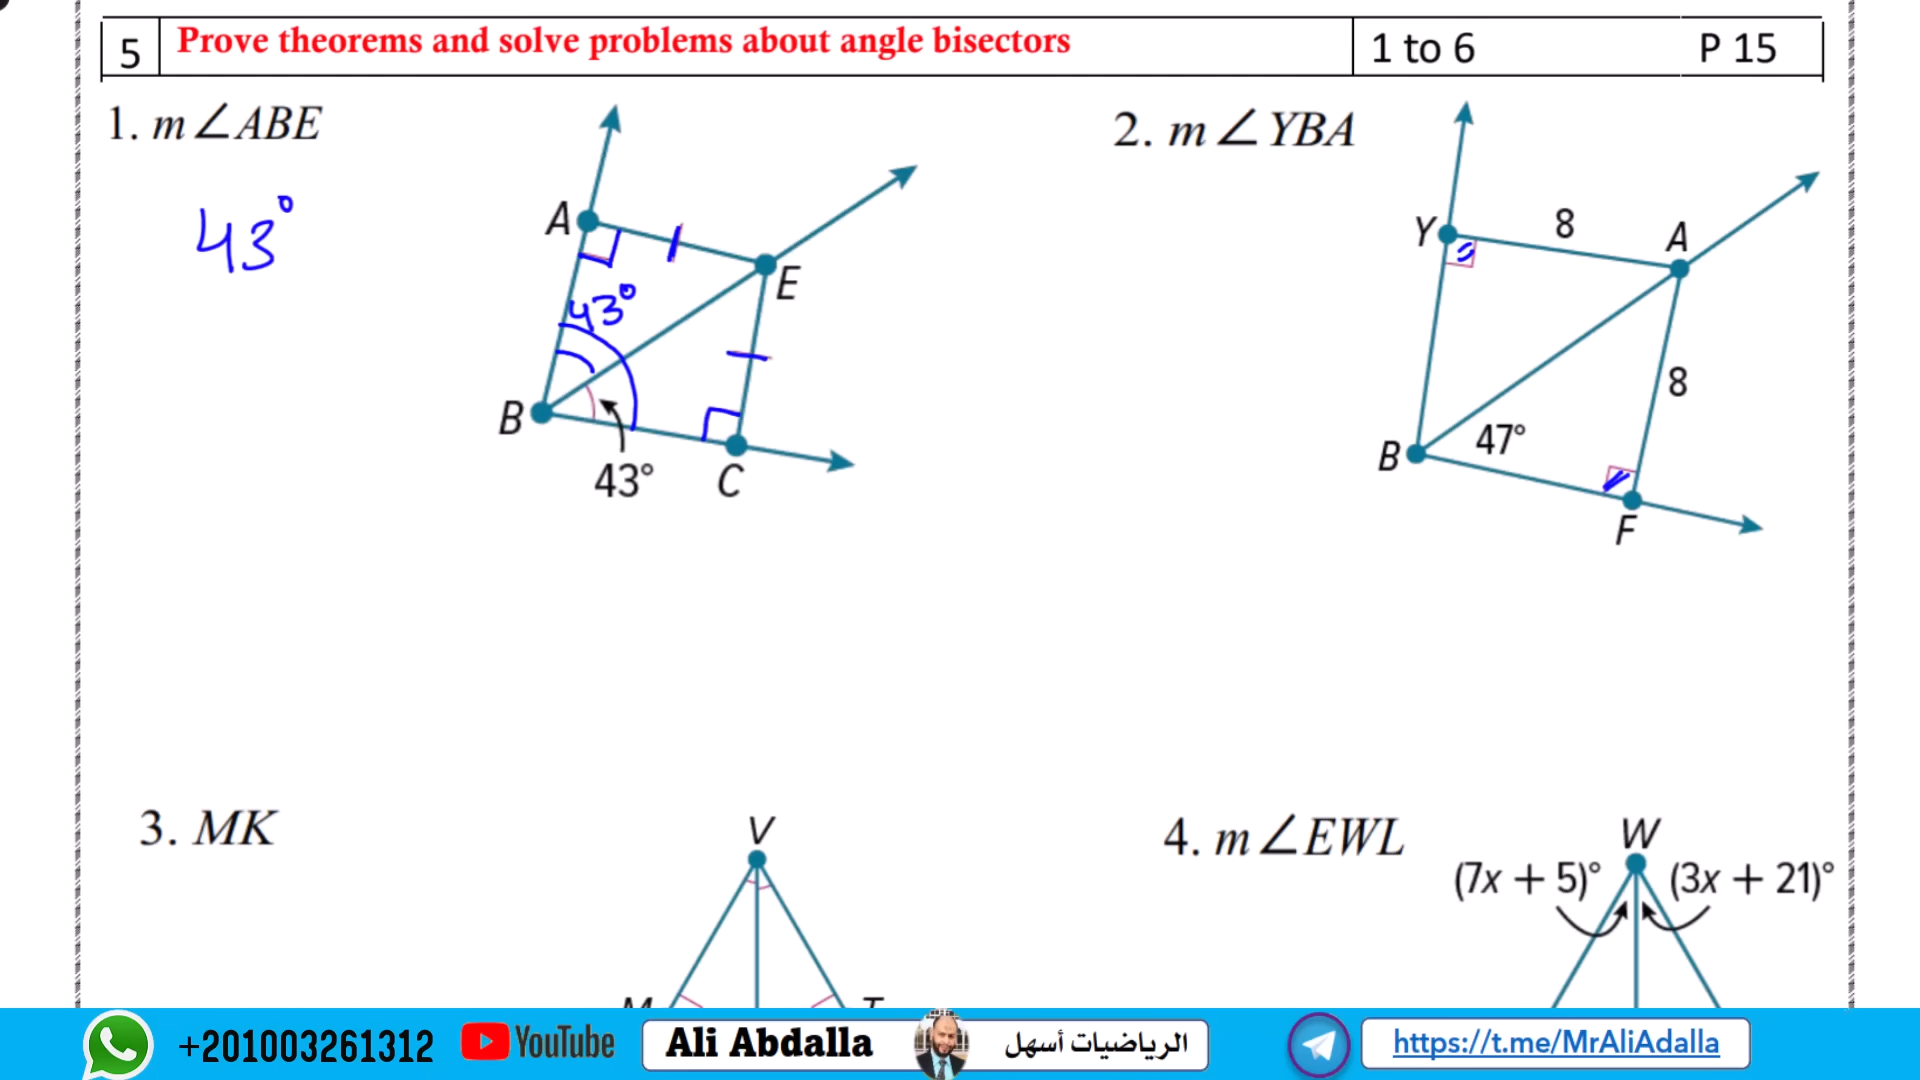 5 Prove theorems and solve problems about angle bisectors 1 to 6 P 15
1. m∠ABE
43°
A
E
43°
B
43°
C
2. m∠YBA
Y
8
A
8
B
47°
F
3. MK
V
4. m∠EWL
W
(7x + 5)° (3x + 21)°
+201003261312 YouTube Ali Abdalla الرياضيات أسهل https://t.me/MrAliAdalla